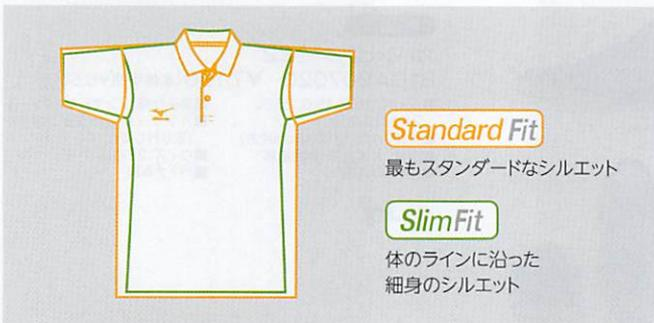 Standard Fit
最もスタンダードなシルエット
SlimFit
体のラインに沿った
細身のシルエット